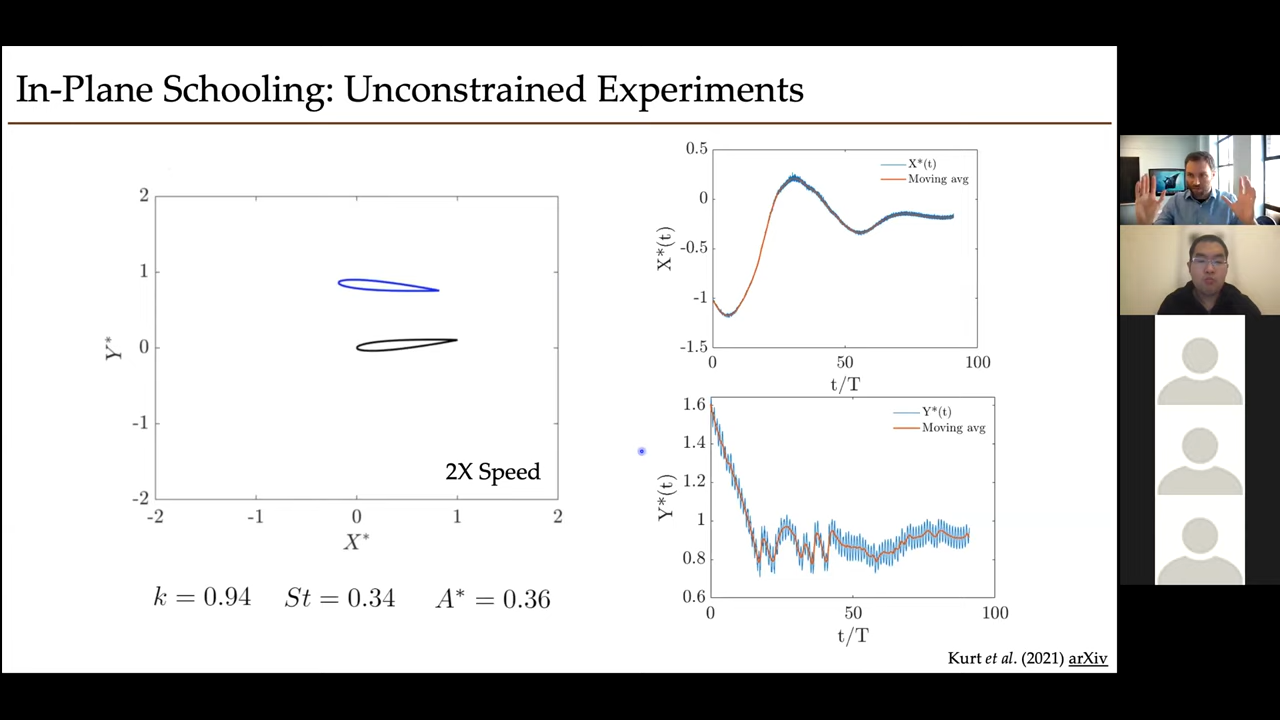 In-Plane Schooling: Unconstrained Experiments
2
1
0
-1
-2
Y*
-2
-1
0
1
2
X*
2X Speed
k = 0.94 St = 0.34 A* = 0.36
0.5
0
-0.5
-1
-1.5
X*(t)
X*(t)
Moving avg
0
50
100
t/T
1.6
1.4
1.2
1
0.8
0.6
Y*(t)
Y*(t)
Moving avg
0
50
100
t/T
Kurt et al. (2021) arXiv